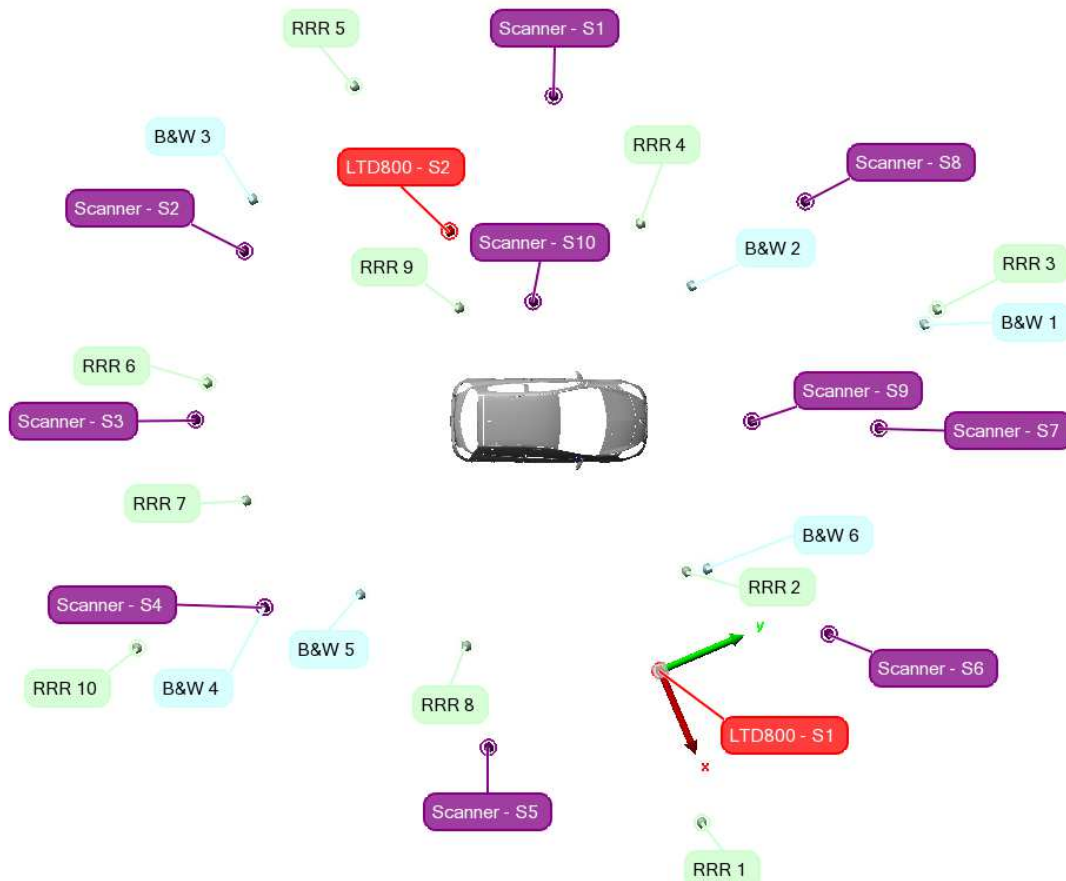 RRR 5
Scanner - S1
B&W 3
RRR 4
LTD800 - S2
Scanner - S8
Scanner - S2
Scanner - S10
B&W 2
RRR 9
RRR 3
B&W 1
RRR 6
Scanner - S9
Scanner - S3
Scanner - S7
RRR 7
B&W 6
RRR 2
Scanner - S4
y
B&W 5
Scanner - S6
RRR 10
B&W 4
RRR 8
LTD800 - S1
x
Scanner - S5
RRR 1